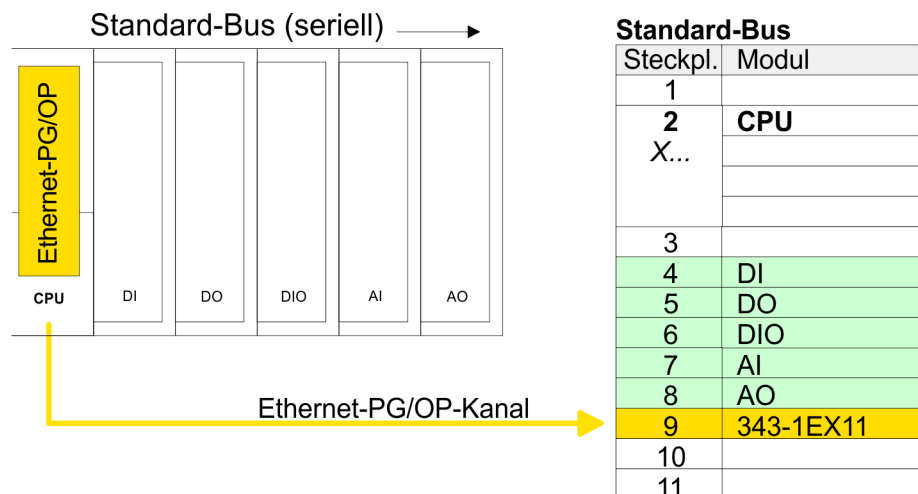 Standard-Bus (seriell)
Ethernet-PG/OP
CPU
DI
DO
DIO
AI
AO
Ethernet-PG/OP-Kanal
Standard-Bus
Steckpl. Modul
1
2 CPU
X...
3
4 DI
5 DO
6 DIO
7 AI
8 AO
9 343-1EX11
10
11